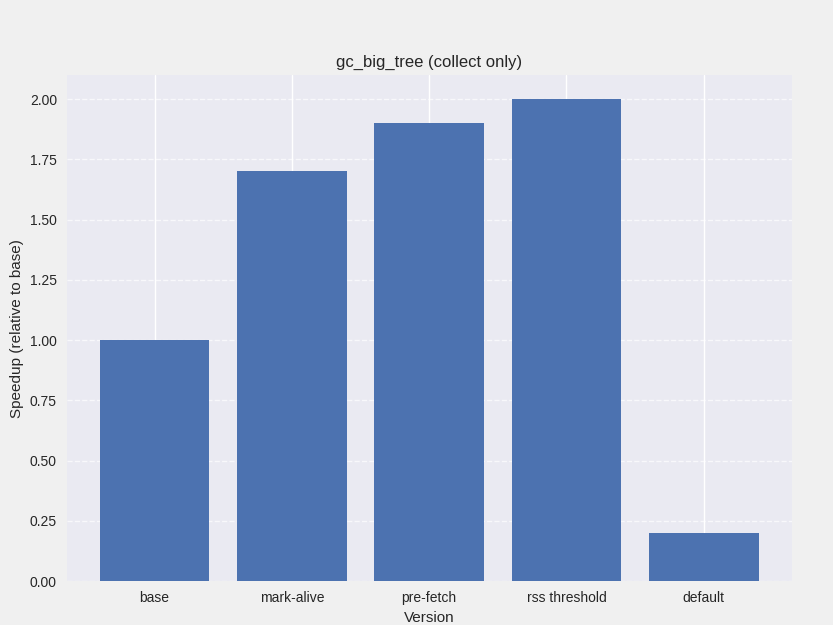 gc_big_tree (collect only)
Speedup (relative to base)
2.00
1.75
1.50
1.25
1.00
0.75
0.50
0.25
0.00
base mark-alive pre-fetch rss threshold default
Version